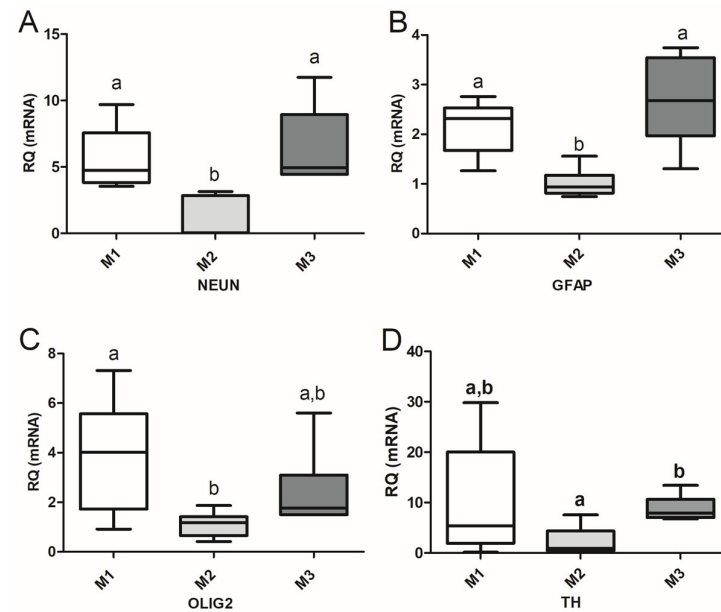 A
RQ (mRNA)
15
10
5
0
a
b
a
M1
M2
M3
NEUN
B
RQ (mRNA)
4
3
2
1
0
a
b
a
M1
M2
M3
GFAP
C
RQ (mRNA)
8
6
4
2
0
a
b
a,b
M1
M2
M3
OLIG2
D
RQ (mRNA)
40
30
20
10
0
a,b
a
b
M1
M2
M3
TH